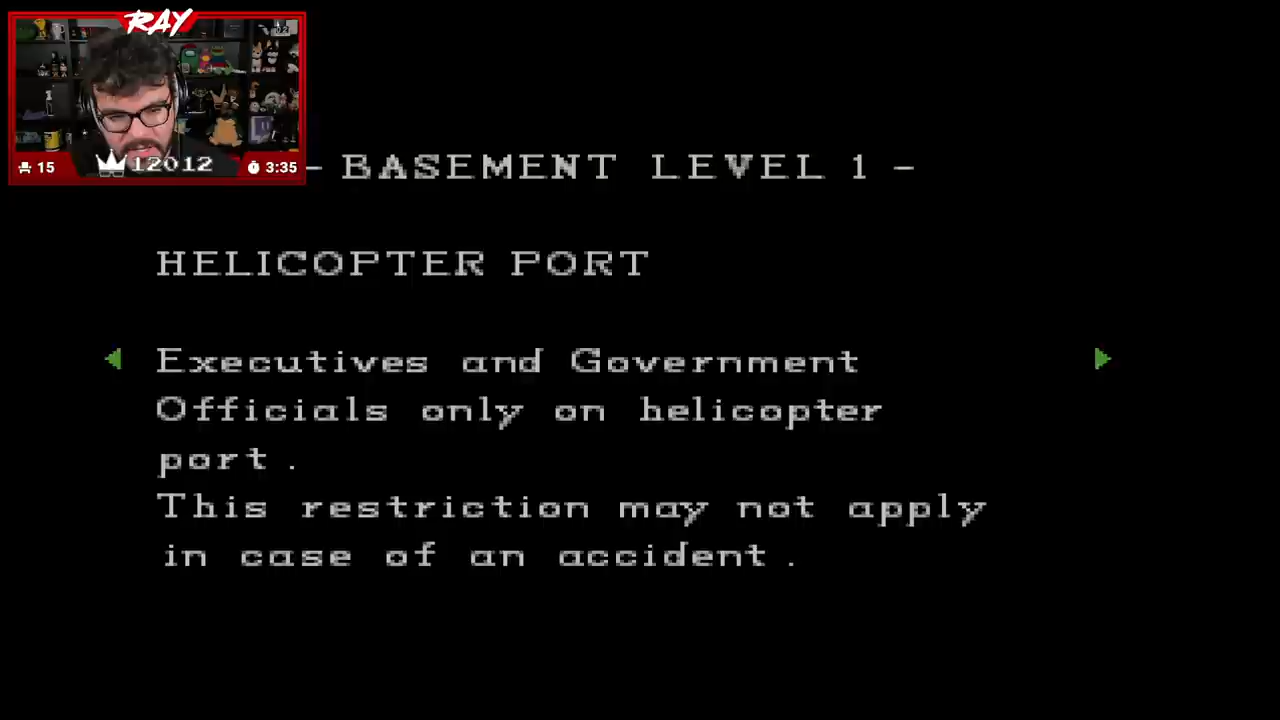 RAY
15
12012
3:35
- BASEMENT LEVEL 1 -
HELICOPTER PORT
Executives and Government
Officials only on helicopter
port.
This restriction may not apply
in case of an accident.